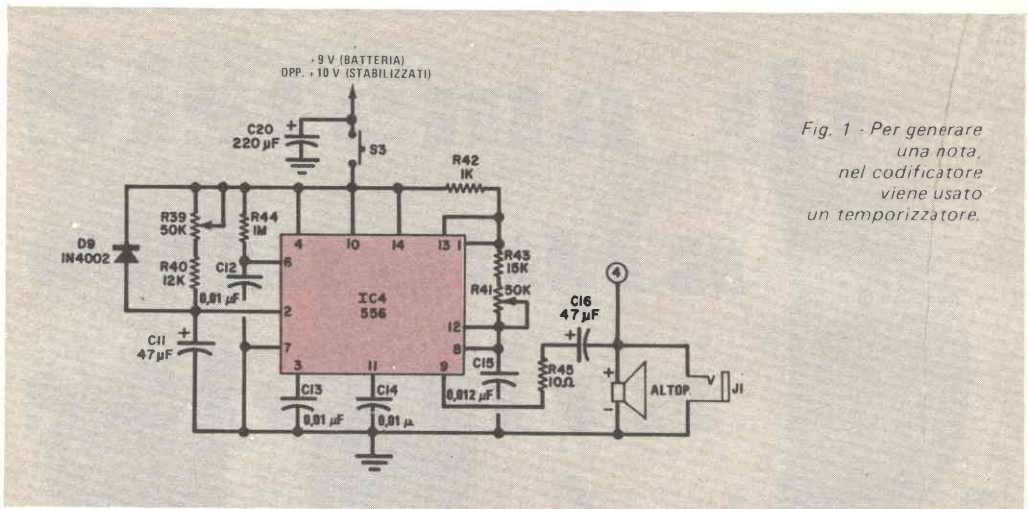 +9 V (BATTERIA)
OPP. +10 V (STABILIZZATI)
C20
220 µF
S3
R42
1K
R39
50K
R44
1M
D9
IN4002
R40
12K
C12
0,01 µF
C11
47µF
4
10
14
13
1
6
2
7
3
11
9
12
8
IC4
556
R43
15K
R41
50K
C13
0,01 µF
C14
0,01 µ
C15
0,012 µF
R45
10Ω
C16
47 µF
4
+
ALTOP.
-
J1
Fig. 1 - Per generare
una nota,
nel codificatore
viene usato
un temporizzatore.